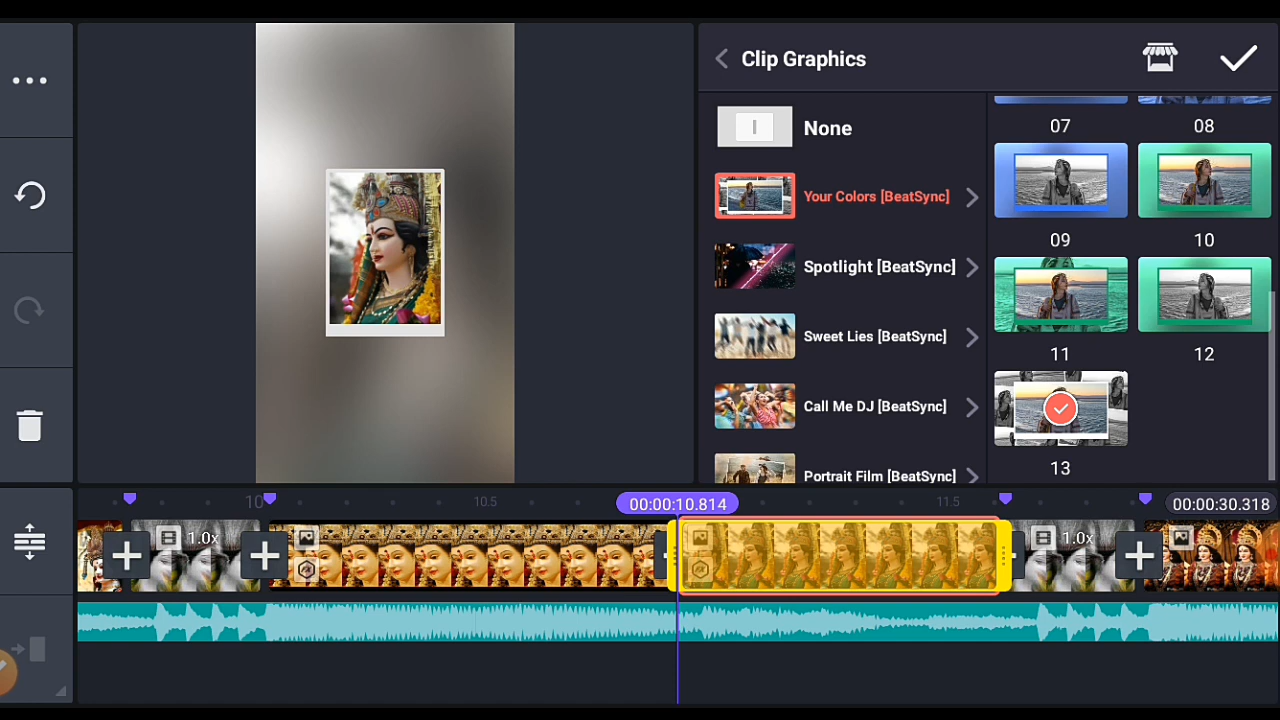 Clip Graphics
None
Your Colors [BeatSync]
Spotlight [BeatSync]
Sweet Lies [BeatSync]
Call Me DJ [BeatSync]
Portrait Film [BeatSync]
07
08
09
10
11
12
13
10
10.5
00:00:10.814
11.5
00:00:30.318
1.0x
1.0x